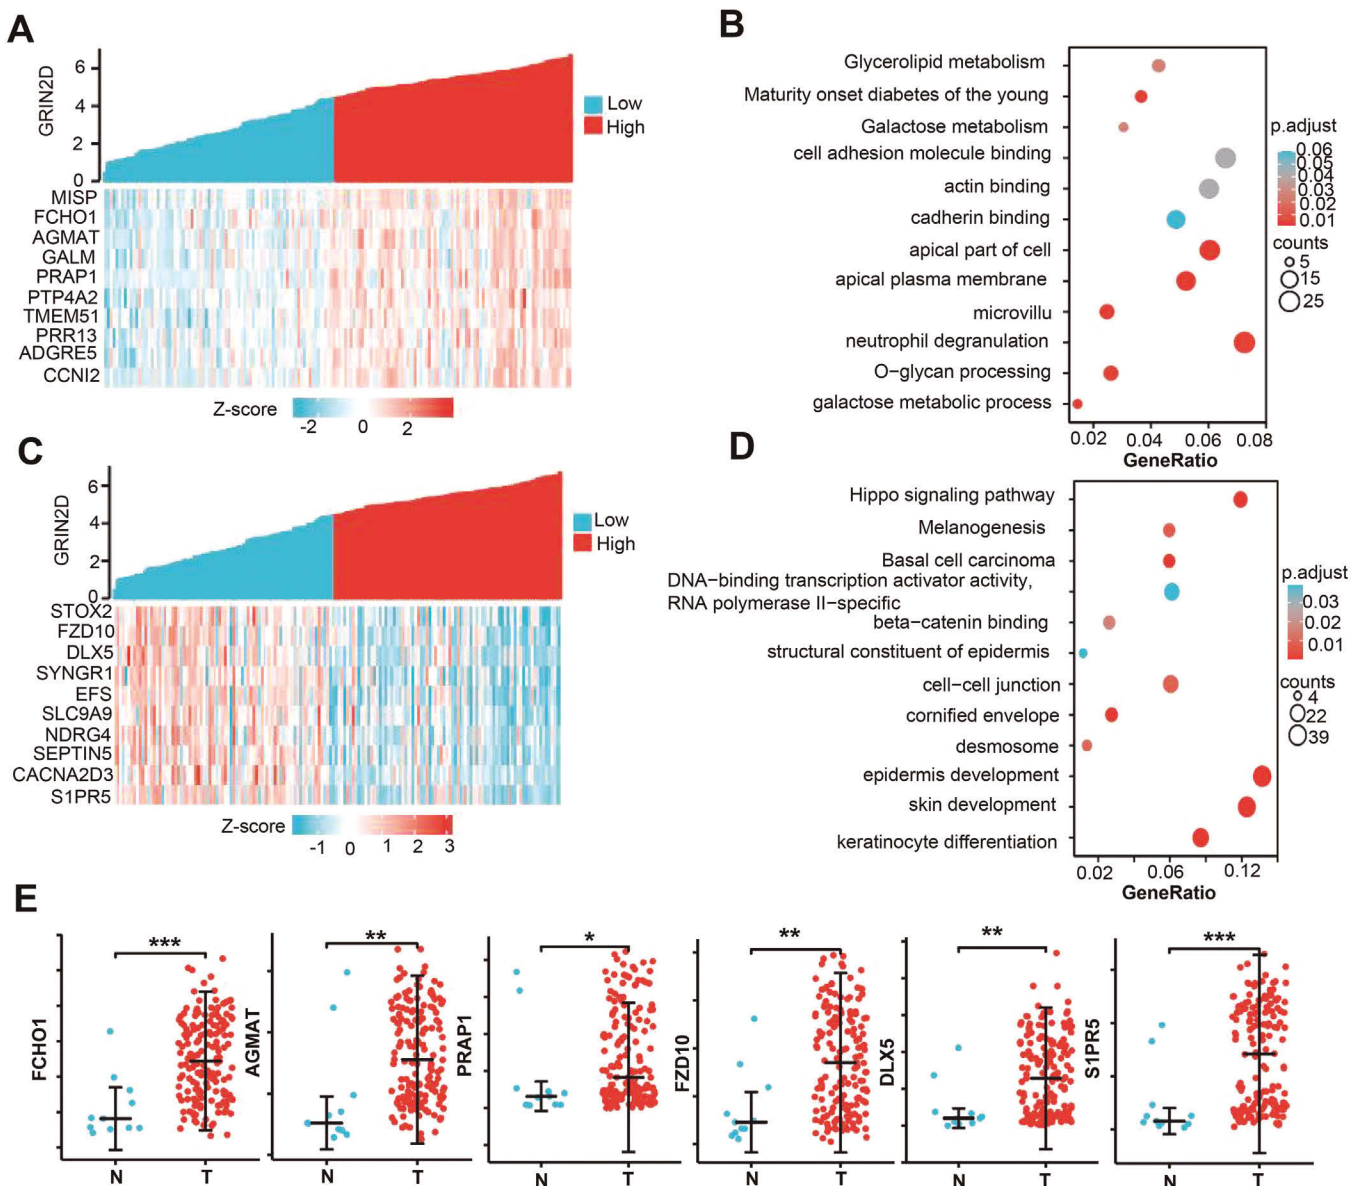 A
GRIN2D
6
4
2
0
Low
High
MISP
FCHO1
AGMAT
GALM
PRAP1
PTP4A2
TMEM51
PRR13
ADGRE5
CCNI2
Z-score
-2 0 2
B
Glycerolipid metabolism
Maturity onset diabetes of the young
Galactose metabolism
cell adhesion molecule binding
actin binding
cadherin binding
apical part of cell
apical plasma membrane
microvillu
neutrophil degranulation
O-glycan processing
galactose metabolic process
0.02 0.04 0.06 0.08
GeneRatio
p.adjust
0.06
0.05
0.04
0.03
0.02
0.01
counts
5
15
25
C
GRIN2D
6
4
2
0
Low
High
STOX2
FZD10
DLX5
SYNGR1
EFS
SLC9A9
NDRG4
SEPTIN5
CACNA2D3
S1PR5
Z-score
-1 0 1 2 3
D
Hippo signaling pathway
Melanogenesis
Basal cell carcinoma
DNA-binding transcription activator activity,
RNA polymerase II-specific
beta-catenin binding
structural constituent of epidermis
cell-cell junction
cornified envelope
desmosome
epidermis development
skin development
keratinocyte differentiation
0.02 0.06 0.12
GeneRatio
p.adjust
0.03
0.02
0.01
counts
4
22
39
E
FCHO1
***
N T
AGMAT
**
N T
PRAP1
*
N T
FZD10
**
N T
DLX5
**
N T
S1PR5
***
N T